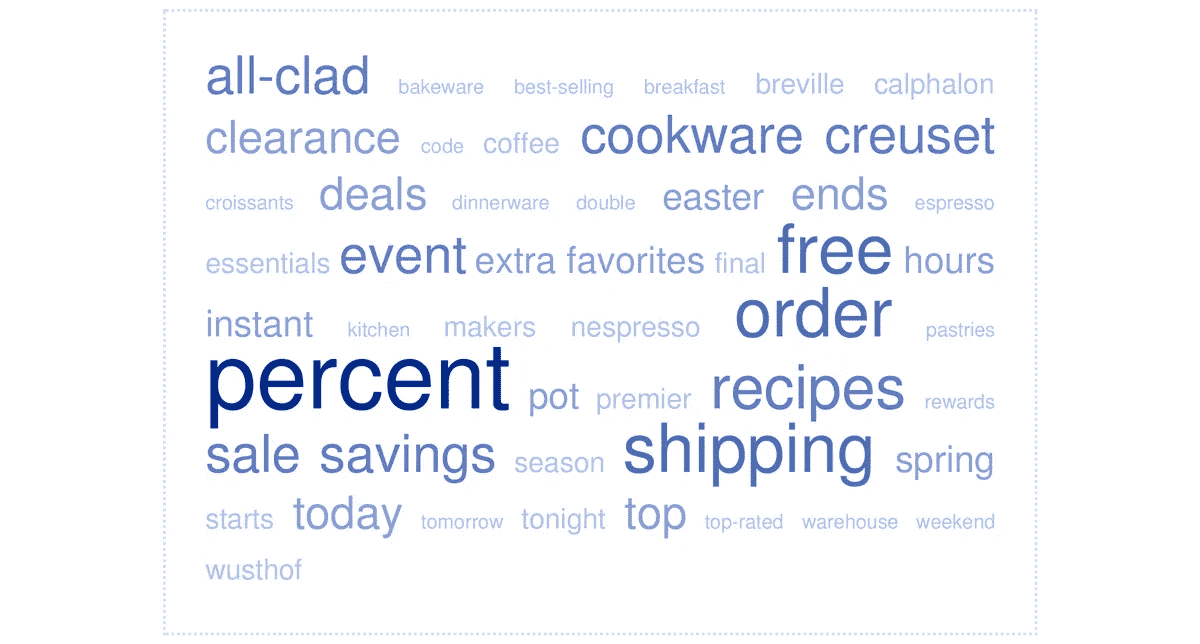 all-clad bakeware best-selling breakfast breville calphalon
clearance code coffee cookware creuset
croissants deals dinnerware double easter ends espresso
essentials event extra favorites final free hours
instant kitchen makers nespresso order pastries
percent pot premier recipes rewards
sale savings season shipping spring
starts today tomorrow tonight top top-rated warehouse weekend
wusthof